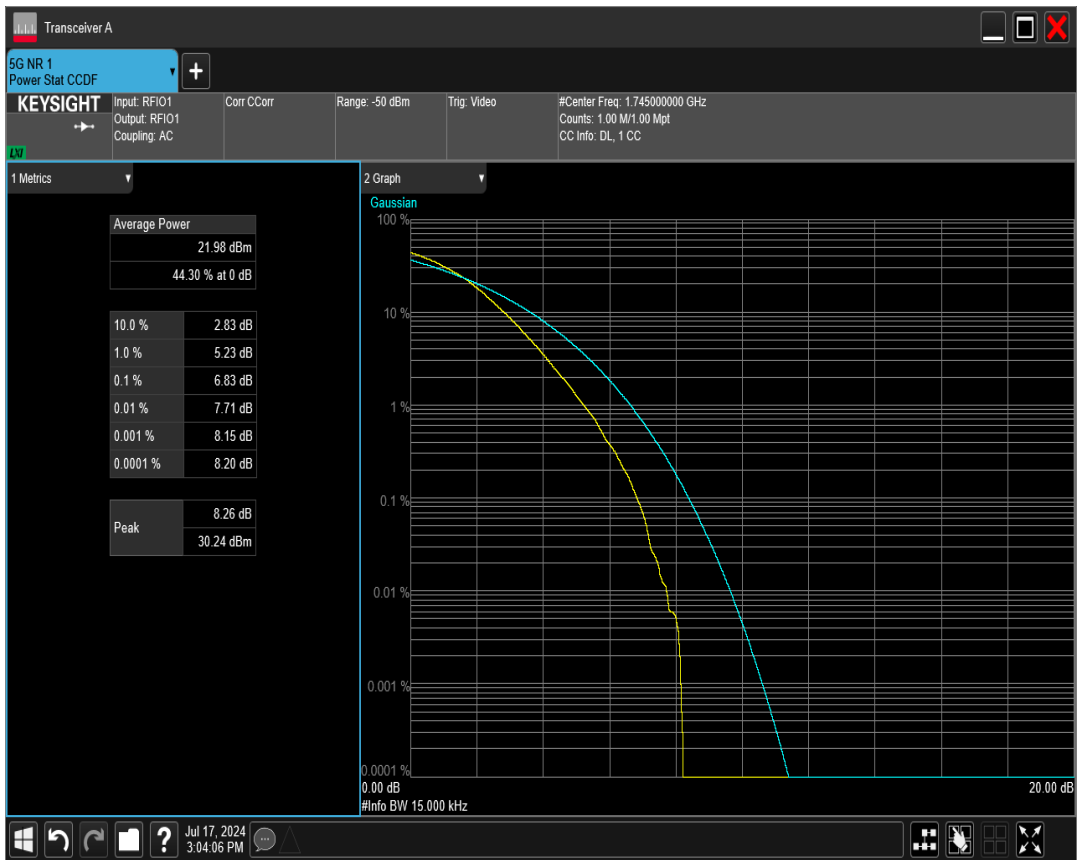 Transceiver A
5G NR 1
Power Stat CCDF
+
KEYSIGHT
LXI
Input: RFIO1
Output: RFIO1
Coupling: AC
Corr CCorr
Range: -50 dBm
Trig: Video
#Center Freq: 1.745000000 GHz
Counts: 1.00 M/1.00 Mpt
CC Info: DL, 1 CC
1 Metrics
Average Power
21.98 dBm
44.30 % at 0 dB
10.0 % 2.83 dB
1.0 % 5.23 dB
0.1 % 6.83 dB
0.01 % 7.71 dB
0.001 % 8.15 dB
0.0001 % 8.20 dB
Peak
8.26 dB
30.24 dBm
2 Graph
Gaussian
100 %
10 %
1 %
0.1 %
0.01 %
0.001 %
0.0001 %
0.00 dB 20.00 dB
#Info BW 15.000 kHz
?
Jul 17, 2024
3:04:06 PM